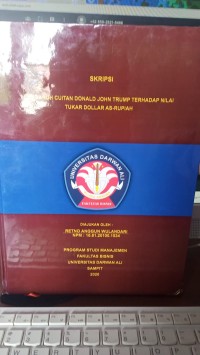 SKRIPSI
CUITAN DONALD JOHN TRUMP TERHADAP NILAI
TUKAR DOLLAR AS-RUPIAH
UNIVERSITAS DARWAN ALI
DIAJUKAN OLEH :
RETNO ANGGUN WULANDARI
NPM :
PROGRAM STUDI MANAJEMEN
FAKULTAS BISNIS
UNIVERSITAS DARWAN ALI
SAMPIT
2020